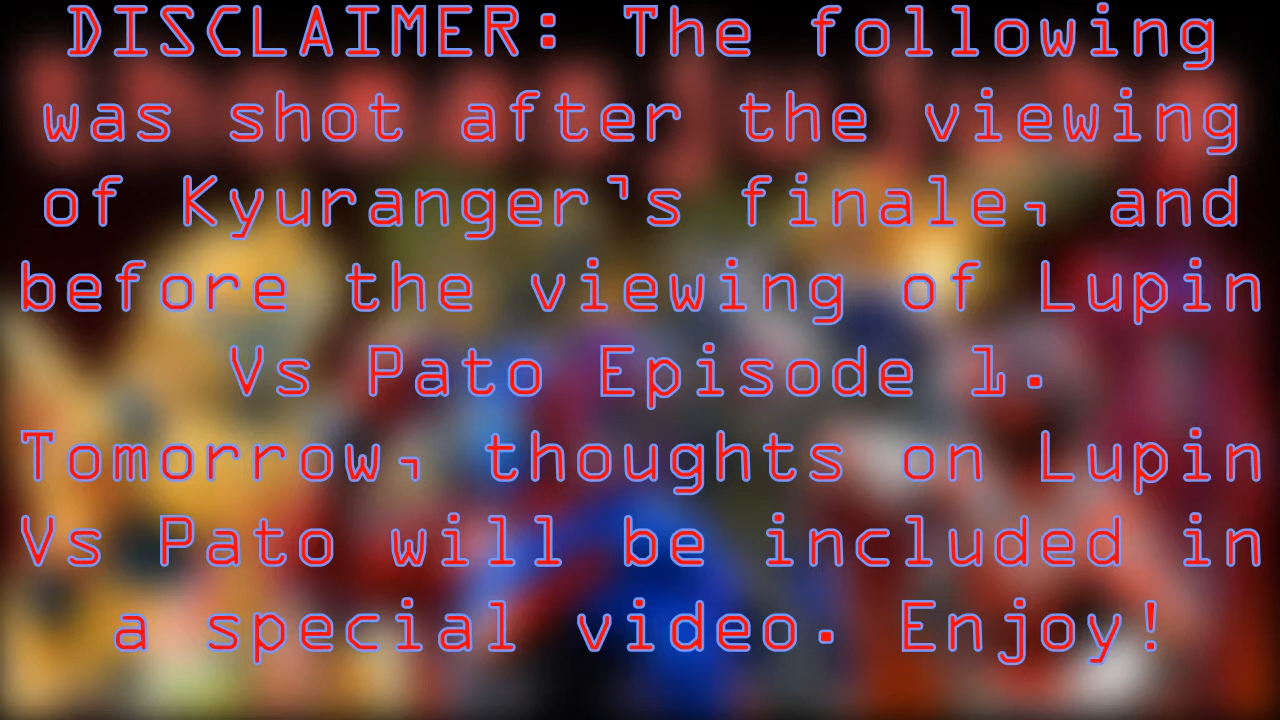 DISCLAIMER: The following
was shot after the viewing
of Kyuranger's finale, and
before the viewing of Lupin
Vs Pato Episode 1.
Tomorrow, thoughts on Lupin
Vs Pato will be included in
a special video. Enjoy!